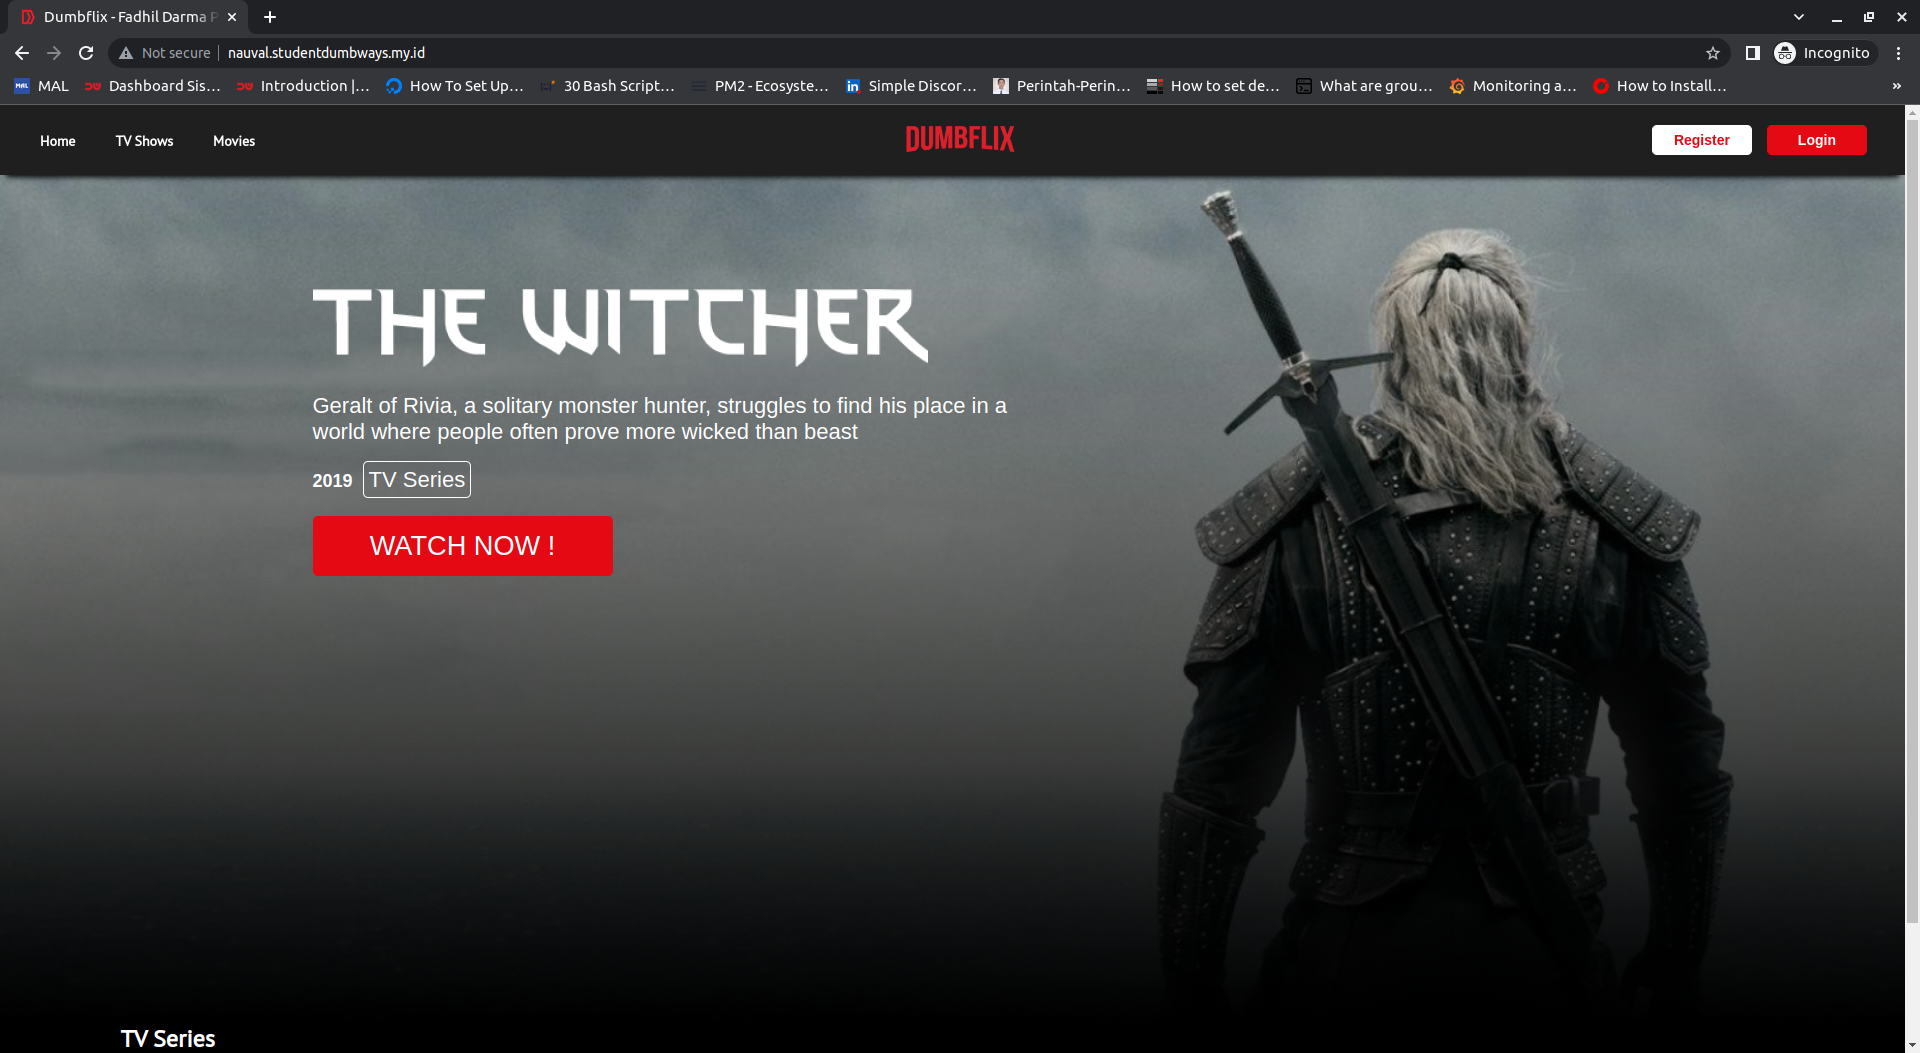 Dumbflix - Fadhil Darma P
Not secure
nauval.studentdumbways.my.id
Incognito
MAL
Dashboard Sis...
Introduction |...
How To Set Up...
30 Bash Script...
PM2 - Ecosyste...
Simple Discor...
Perintah-Perin...
How to set de...
What are grou...
Monitoring a...
How to Install...
»
Home
TV Shows
Movies
DUMBFLIX
Register
Login
THE WITCHER
Geralt of Rivia, a solitary monster hunter, struggles to find his place in a
world where people often prove more wicked than beast
2019 TV Series
WATCH NOW !
TV Series